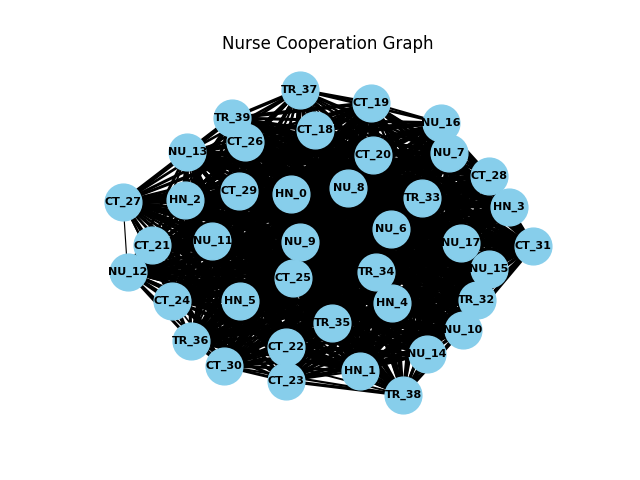 Nurse Cooperation Graph
TR_37
CT_19
TR_39
NU_16
CT_18
CT_26
NU_13
CT_20
NU_7
CT_28
NU_8
CT_29
HN_0
TR_33
HN_2
CT_27
HN_3
NU_6
NU_11
NU_9
NU_17
CT_21
CT_31
NU_15
NU_12
TR_34
CT_25
CT_24
HN_5
TR_32
HN_4
TR_35
NU_10
TR_36
CT_22
NU_14
CT_30
HN_1
CT_23
TR_38